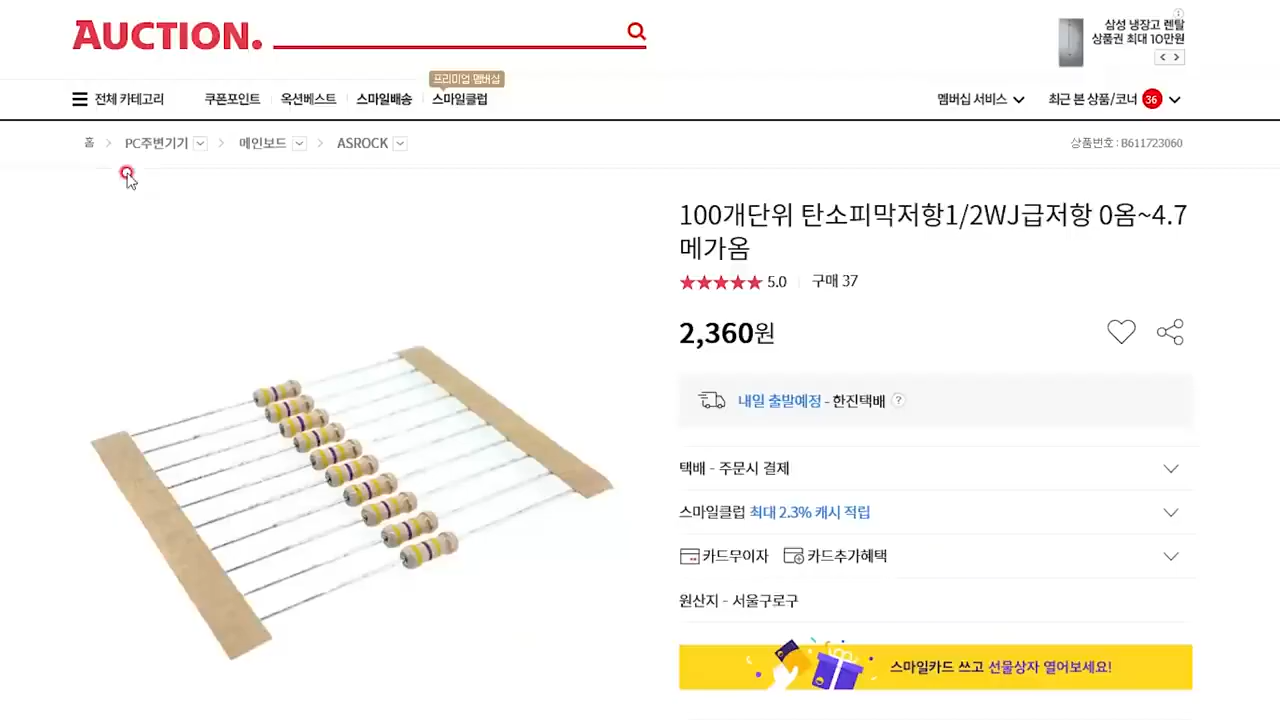 AUCTION.
삼성 냉장고 렌탈
상품권 최대 10만원
프리미엄 멤버십
전체 카테고리
쿠폰포인트
옥션베스트
스마일배송
스마일클럽
멤버십 서비스
최근 본 상품/코너 36
홈 > PC주변기기 > 메인보드 > ASROCK
상품번호 : B611723060
100개단위 탄소피막저항1/2WJ급저항 0옴~4.7
메가옴
5.0
구매 37
2,360원
내일 출발예정 - 한진택배 ?
택배 - 주문시 결제
스마일클럽 최대 2.3% 캐시 적립
카드무이자 카드추가혜택
원산지 - 서울구로구
스마일카드 쓰고 선물상자 열어보세요!